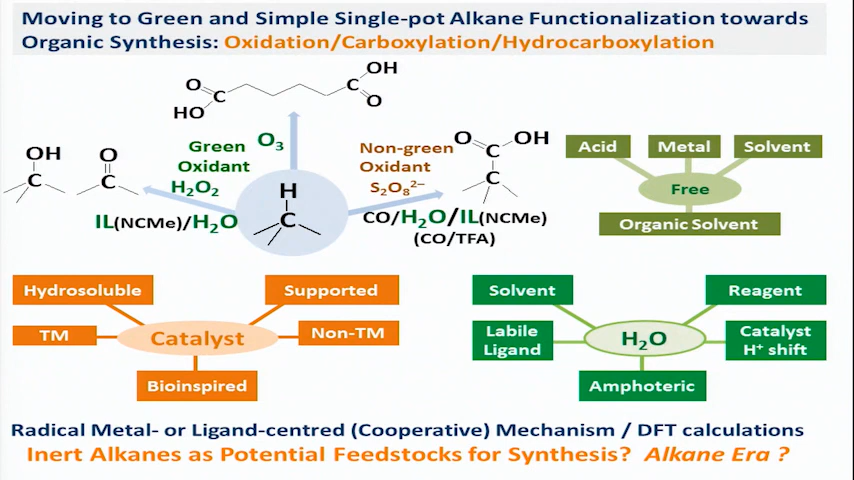 Moving to Green and Simple Single-pot Alkane Functionalization towards
Organic Synthesis: Oxidation/Carboxylation/Hydrocarboxylation
O
C
HO
OH
C
O
OH
C
O
C
Green
Oxidant
H₂O₂
O₃
IL(NCMe)/H₂O
H
C
Non-green
Oxidant
S₂O₈²⁻
CO/H₂O/IL(NCMe)
(CO/TFA)
O
OH
C
C
Acid
Metal
Solvent
Free
Organic Solvent
Hydrosoluble
Supported
TM
Catalyst
Non-TM
Bioinspired
Solvent
Reagent
Labile
Ligand
H₂O
Catalyst
H⁺ shift
Amphoteric
Radical Metal- or Ligand-centred (Cooperative) Mechanism / DFT calculations
Inert Alkanes as Potential Feedstocks for Synthesis? Alkane Era ?